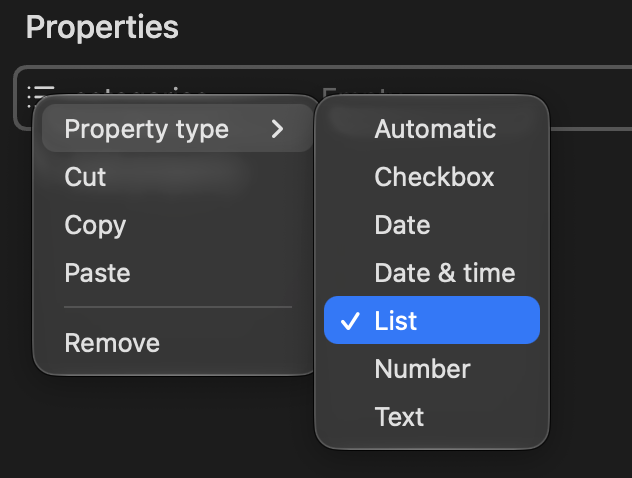 Properties
Property type
Cut
Copy
Paste
Remove
Automatic
Checkbox
Date
Date & time
List
Number
Text